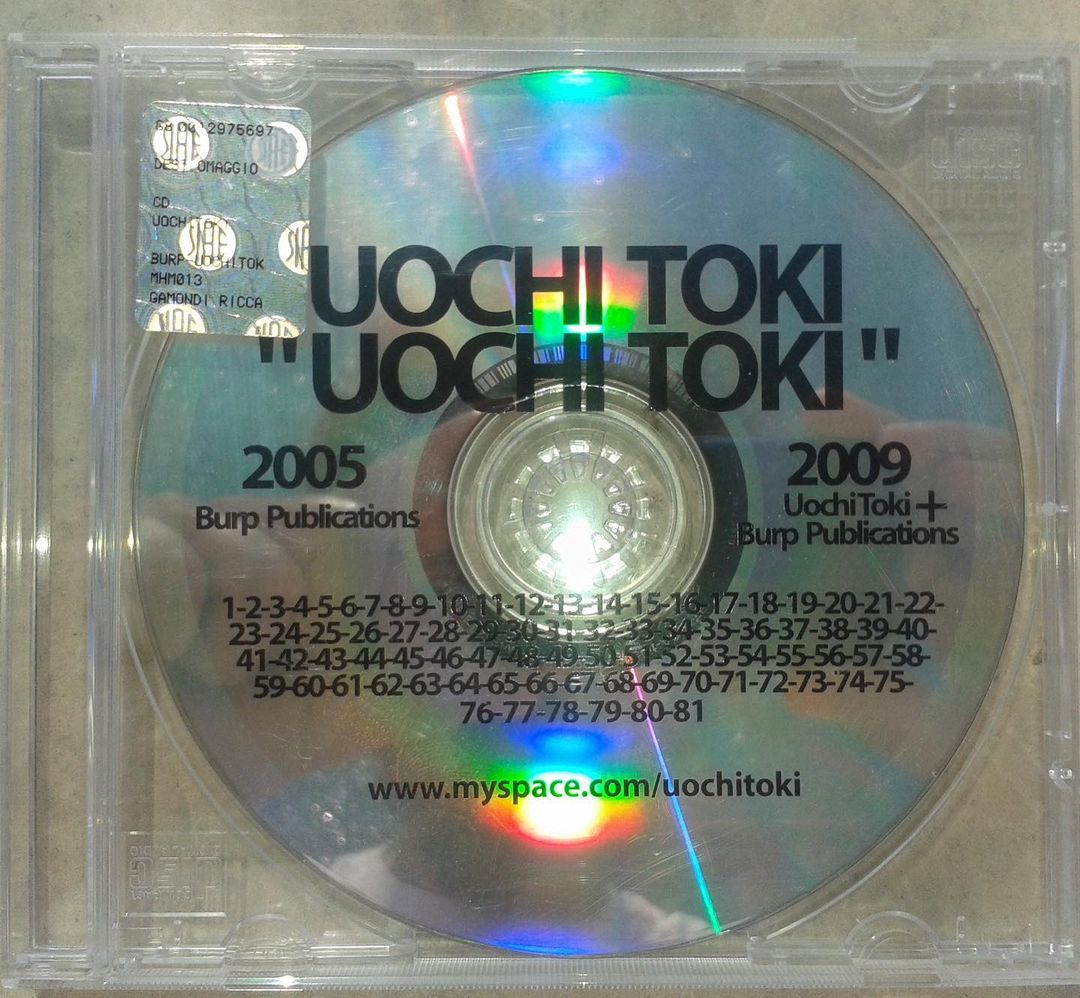 2975697
DEST.OMAGGIO
CD
UOCHI
BURP UOCHITOK
MHM013
GAMONDI RICCA
UOCHI TOKI
"UOCHI TOKI"
2005
Burp Publications
2009
UochiToki+
Burp Publications
1-2-3-4-5-6-7-8-9-10-11-12-13-14-15-16-17-18-19-20-21-22-
23-24-25-26-27-28-29-30-31-32-33-34-35-36-37-38-39-40-
41-42-43-44-45-46-47-48-49-50-51-52-53-54-55-56-57-58-
59-60-61-62-63-64-65-66-67-68-69-70-71-72-73-74-75-
76-77-78-79-80-81
www.myspace.com/uochitoki